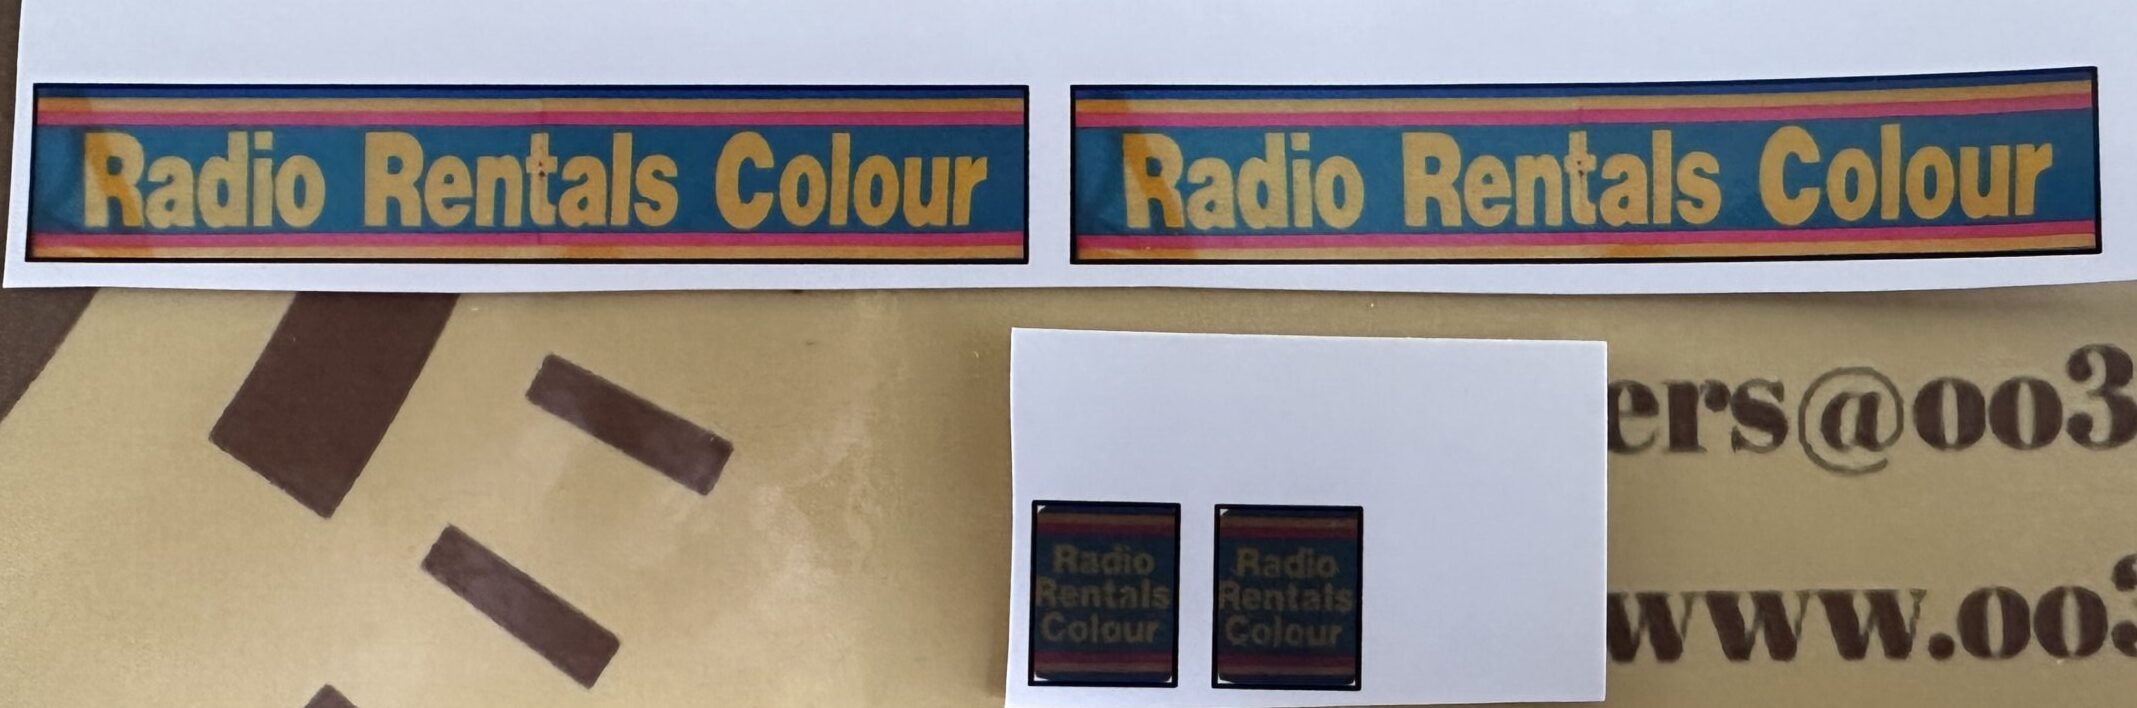 Radio Rentals Colour
Radio Rentals Colour
ers@oo3
Radio
Rentals
Colour
Radio
Rentals
Colour
www.oo3